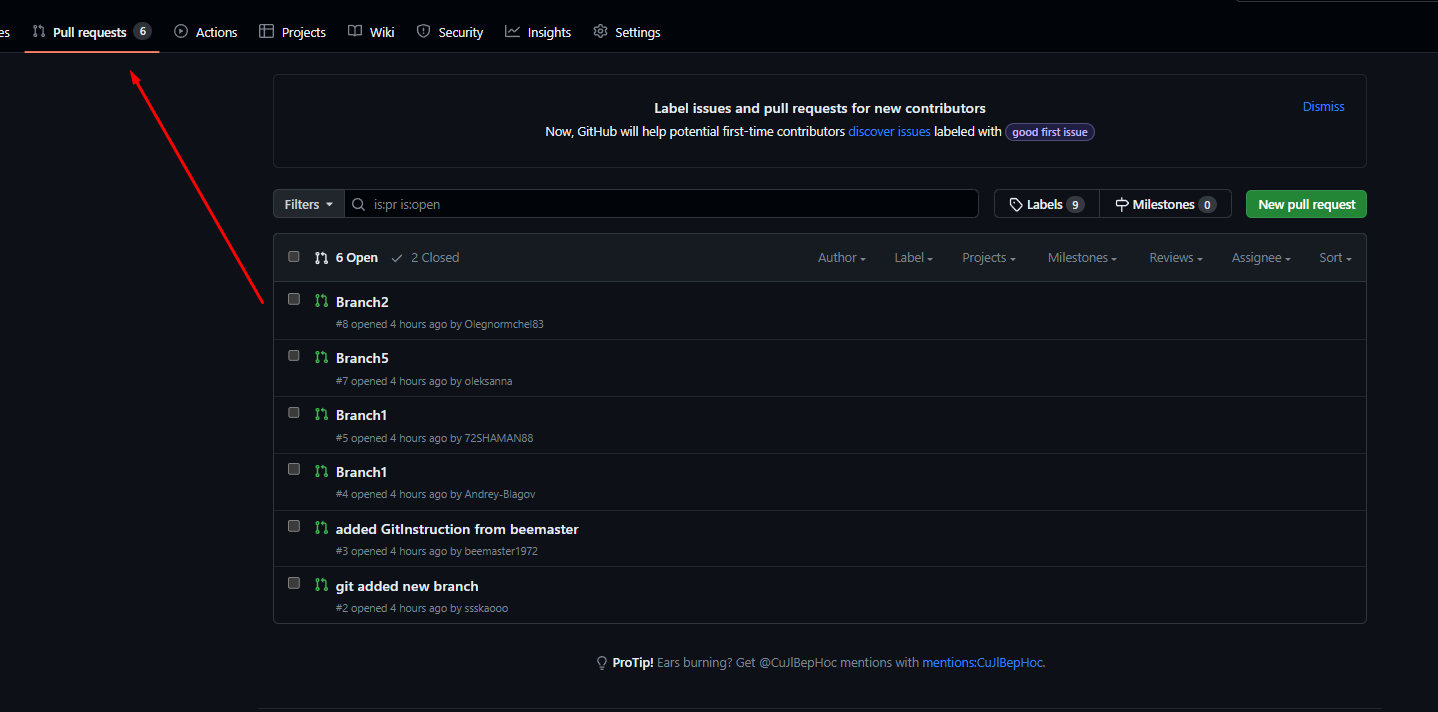 es Pull requests 6 Actions Projects Wiki Security Insights Settings
Label issues and pull requests for new contributors
Dismiss
Now, GitHub will help potential first-time contributors discover issues labeled with good first issue
Filters is:pr is:open Labels 9 Milestones 0 New pull request
6 Open 2 Closed Author Label Projects Milestones Reviews Assignee Sort
Branch2
#8 opened 4 hours ago by Olegnormchel83
Branch5
#7 opened 4 hours ago by oleksanna
Branch1
#5 opened 4 hours ago by 72SHAMAN88
Branch1
#4 opened 4 hours ago by Andrey-Blagov
added GitInstruction from beemaster
#3 opened 4 hours ago by beemaster1972
git added new branch
#2 opened 4 hours ago by ssskaooo
ProTip! Ears burning? Get @CuJlBepHoc mentions with mentions:CuJlBepHoc.